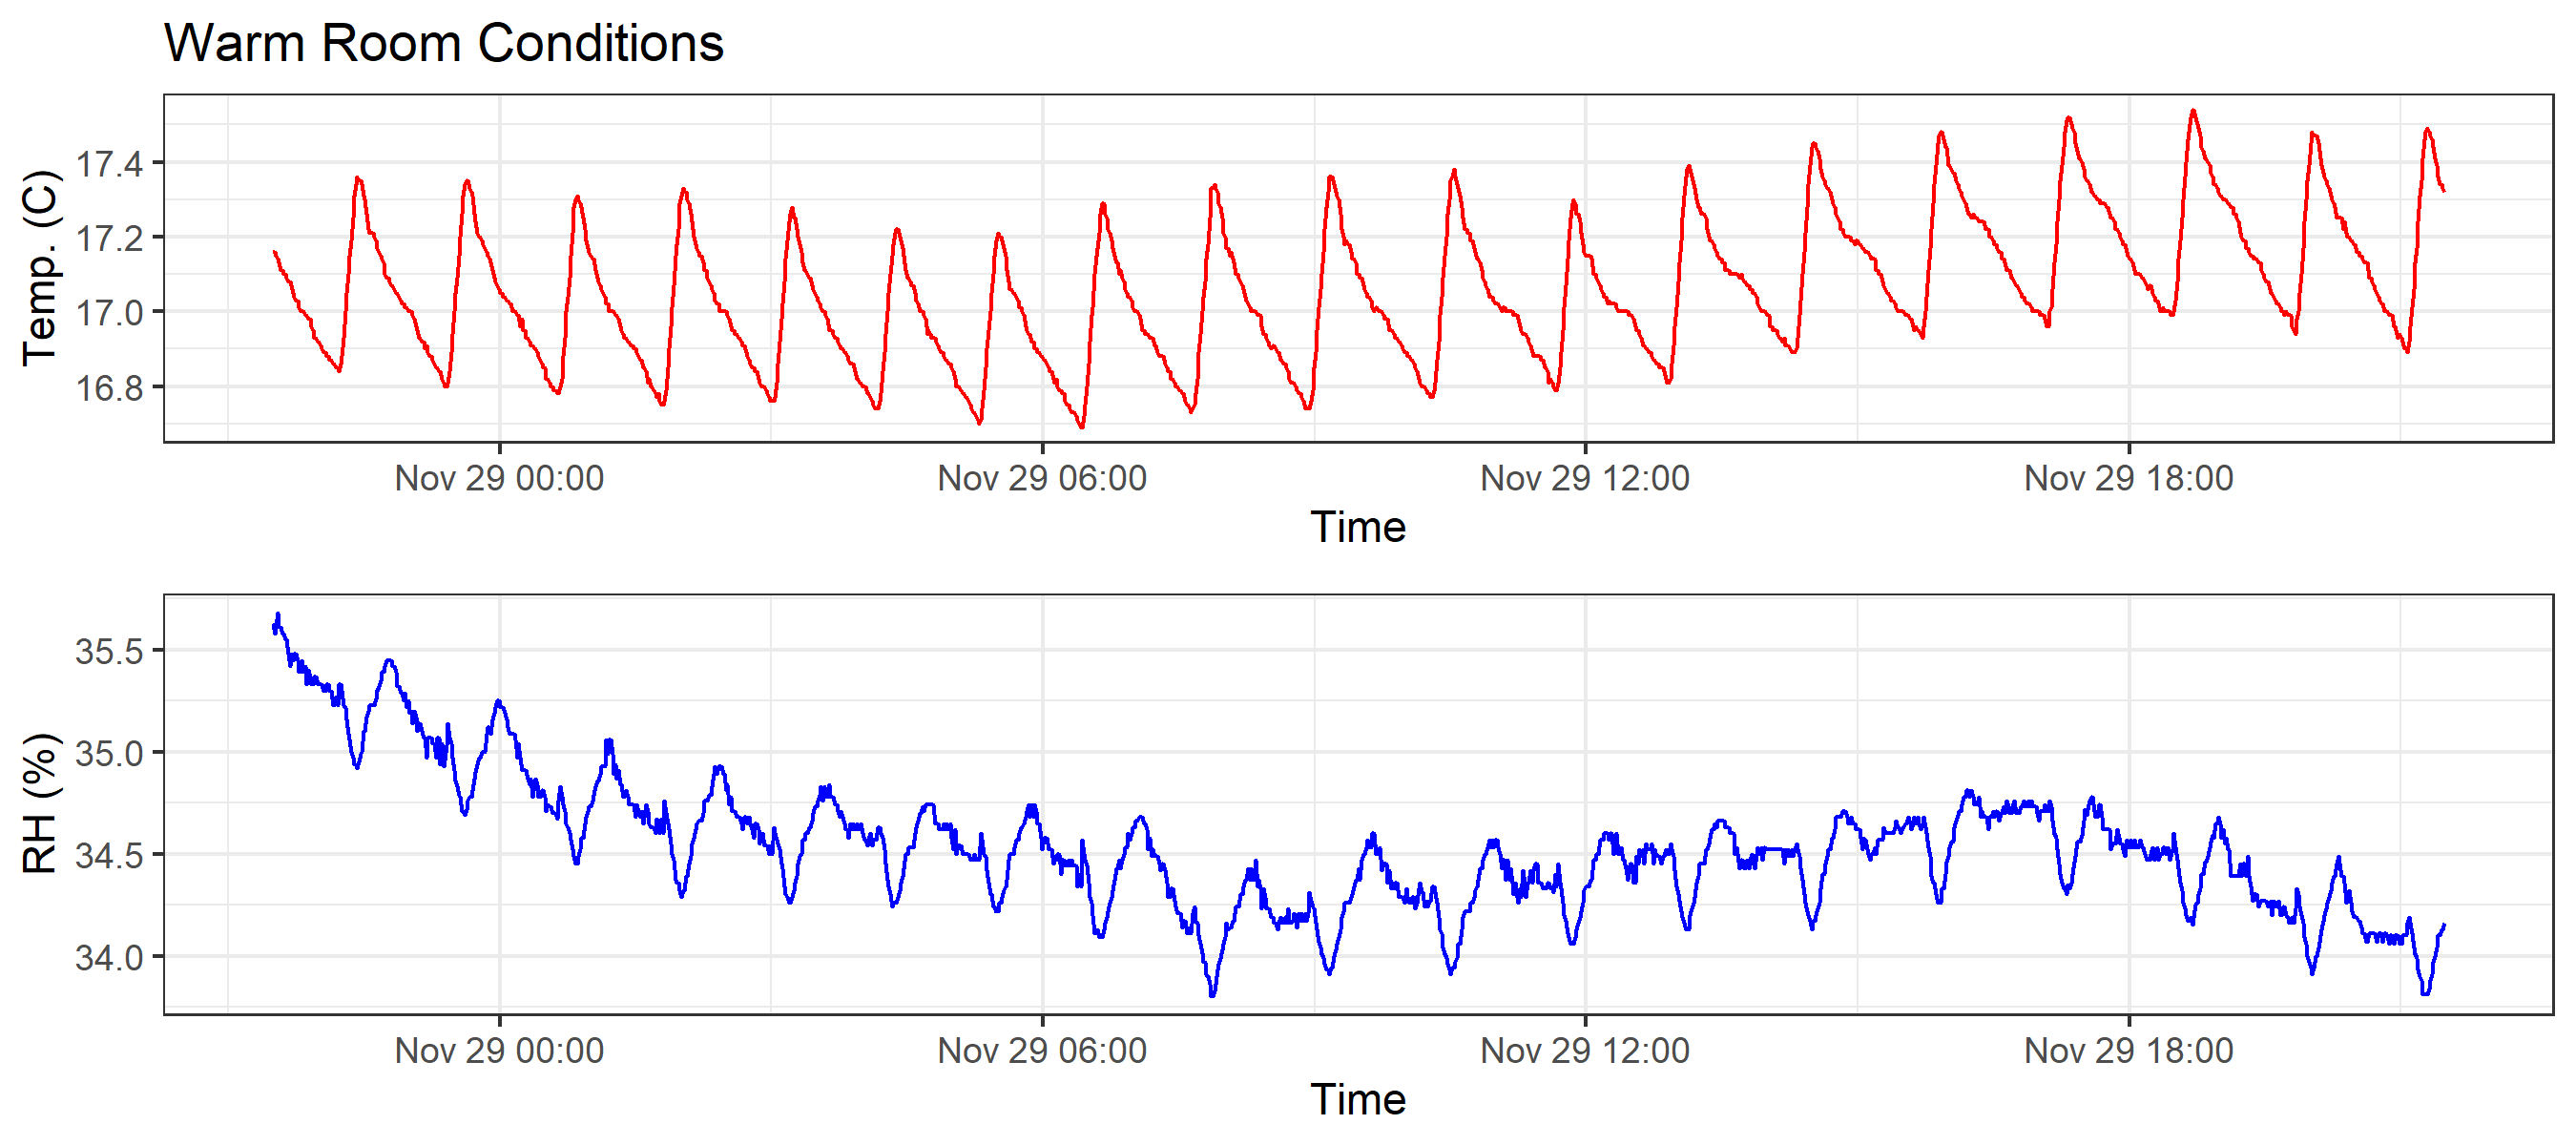 Warm Room Conditions
Temp. (C)
17.4
17.2
17.0
16.8
Nov 29 00:00 Nov 29 06:00 Nov 29 12:00 Nov 29 18:00
Time
RH (%)
35.5
35.0
34.5
34.0
Nov 29 00:00 Nov 29 06:00 Nov 29 12:00 Nov 29 18:00
Time